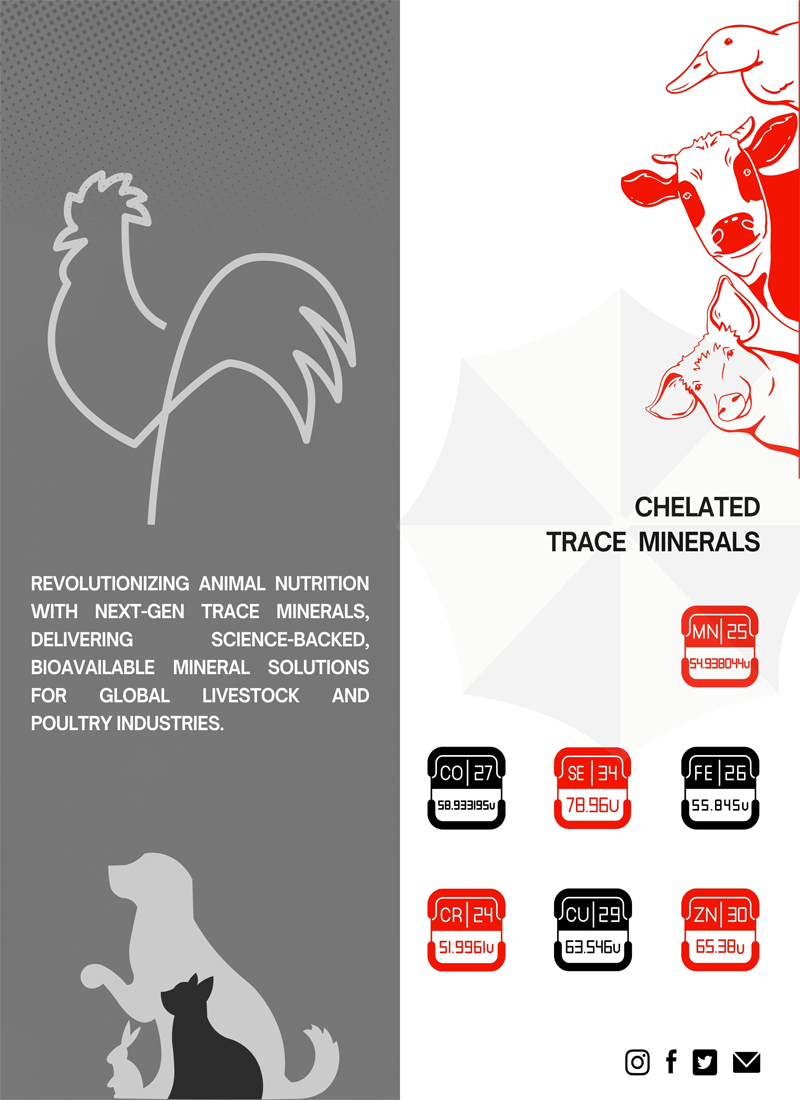 REVOLUTIONIZING ANIMAL NUTRITION
WITH NEXT-GEN TRACE MINERALS,
DELIVERING SCIENCE-BACKED,
BIOAVAILABLE MINERAL SOLUTIONS
FOR GLOBAL LIVESTOCK AND
POULTRY INDUSTRIES.
CHELATED
TRACE MINERALS
MN 25
54.938044u
CO 27
58.933195u
SE 34
78.96u
FE 26
55.845u
CR 24
51.9961u
CU 29
63.546u
ZN 30
65.38u